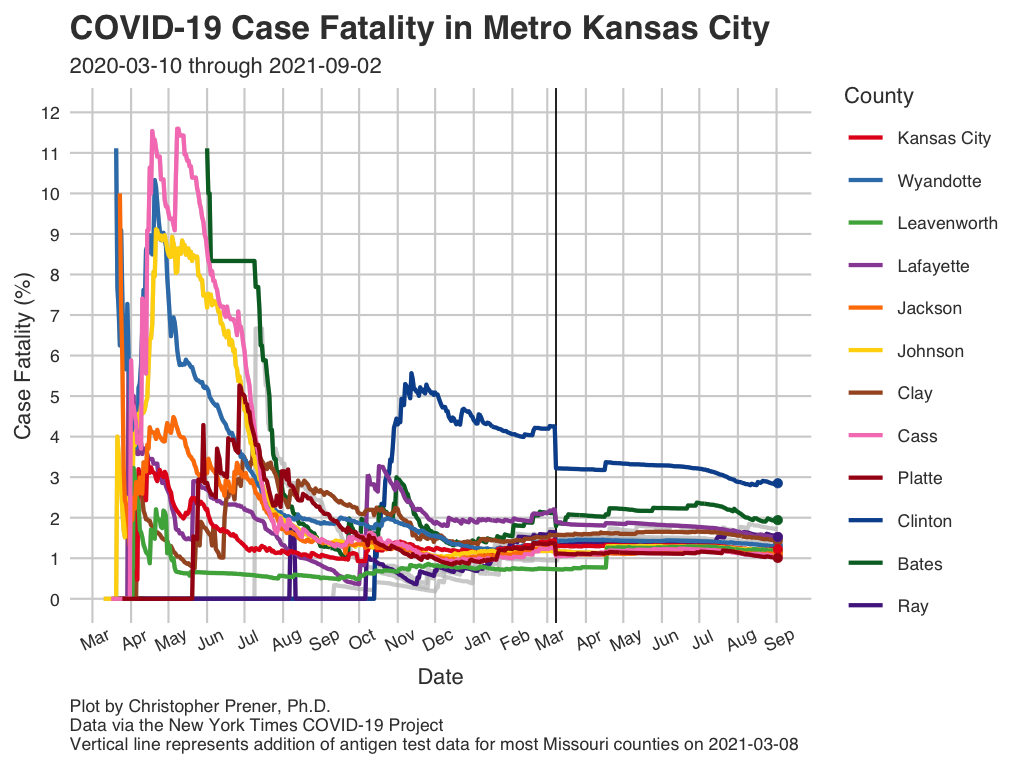 COVID-19 Case Fatality in Metro Kansas City
2020-03-10 through 2021-09-02
Case Fatality (%)
12
11
10
9
8
7
6
5
4
3
2
1
0
Mar Apr May Jun Jul Aug Sep Oct Nov Dec Jan Feb Mar Apr May Jun Jul Aug Sep
Date
County
Kansas City
Wyandotte
Leavenworth
Lafayette
Jackson
Johnson
Clay
Cass
Platte
Clinton
Bates
Ray
Plot by Christopher Prener, Ph.D.
Data via the New York Times COVID-19 Project
Vertical line represents addition of antigen test data for most Missouri counties on 2021-03-08